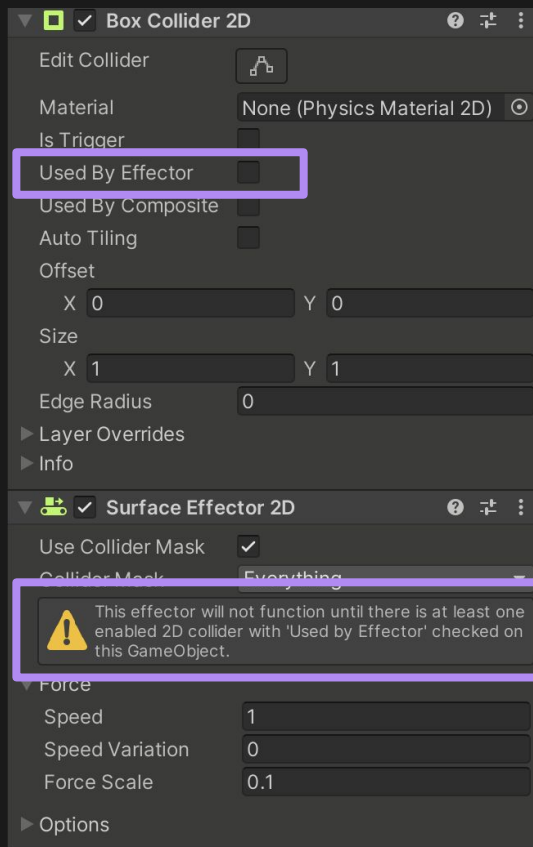 Box Collider 2D
Edit Collider
Material None (Physics Material 2D)
Is Trigger
Used By Effector
Used By Composite
Auto Tiling
Offset
X 0 Y 0
Size
X 1 Y 1
Edge Radius 0
Layer Overrides
Info
Surface Effector 2D
Use Collider Mask
Collider Mask Everything
This effector will not function until there is at least one
enabled 2D collider with 'Used by Effector' checked on
this GameObject.
Force
Speed 1
Speed Variation 0
Force Scale 0.1
Options